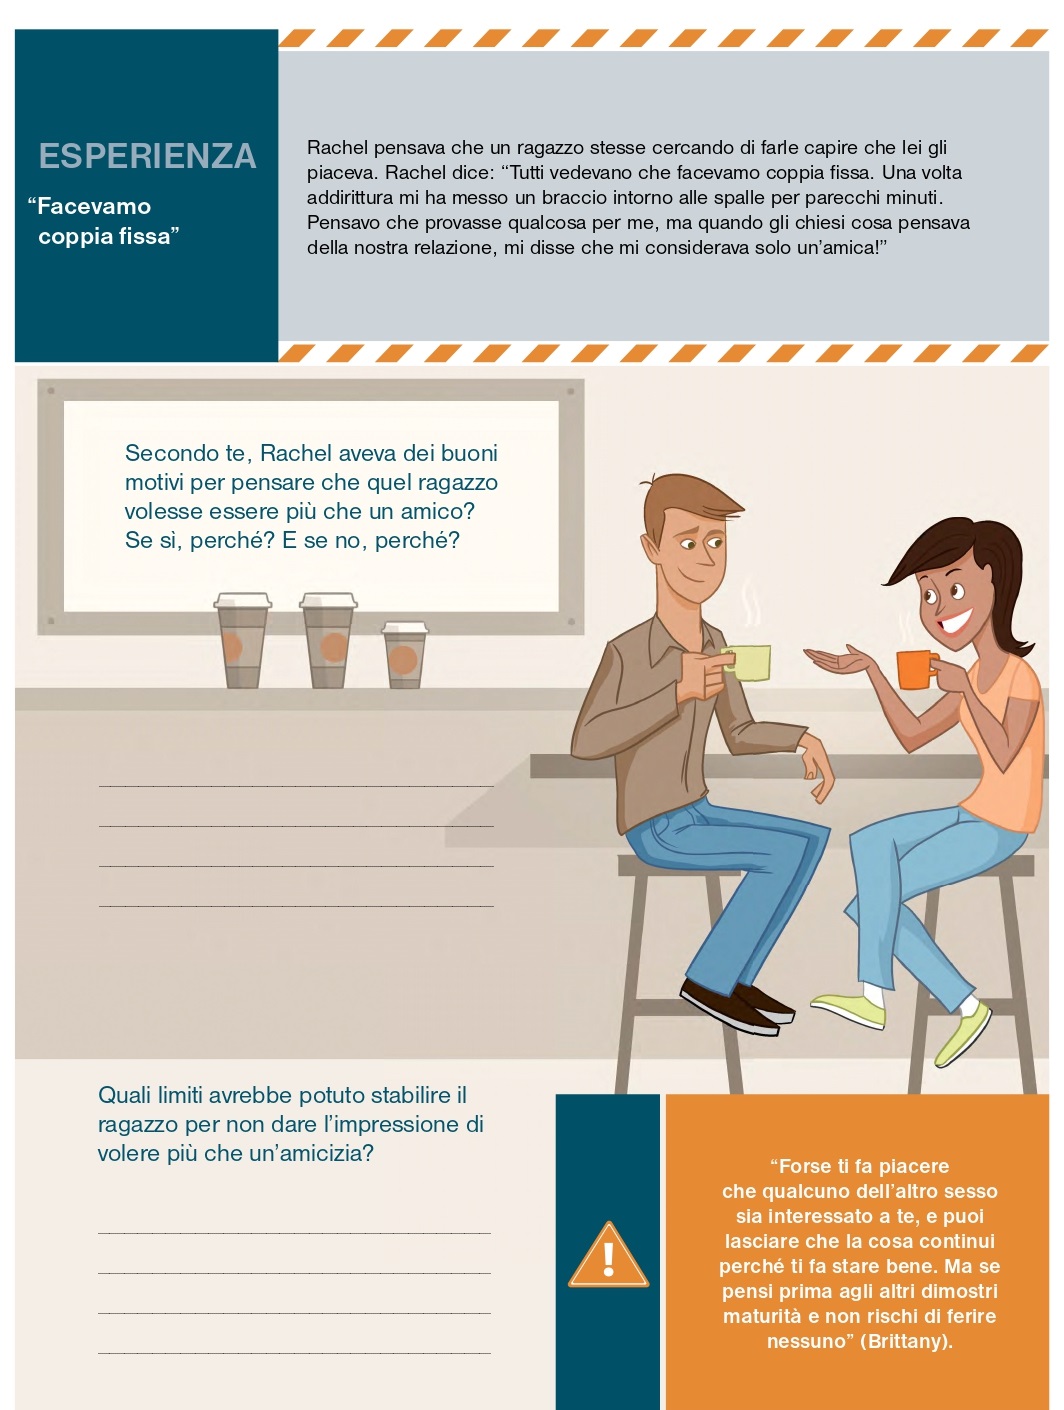 ESPERIENZA
“Facevamo
coppia fissa”
Rachel pensava che un ragazzo stesse cercando di farle capire che lei gli
piaceva. Rachel dice: “Tutti vedevano che facevamo coppia fissa. Una volta
addirittura mi ha messo un braccio intorno alle spalle per parecchi minuti.
Pensavo che provasse qualcosa per me, ma quando gli chiesi cosa pensava
della nostra relazione, mi disse che mi considerava solo un’amica!”
Secondo te, Rachel aveva dei buoni
motivi per pensare che quel ragazzo
volesse essere più che un amico?
Se sì, perché? E se no, perché?
Quali limiti avrebbe potuto stabilire il
ragazzo per non dare l’impressione di
volere più che un’amicizia?
!
“Forse ti fa piacere
che qualcuno dell’altro sesso
sia interessato a te, e puoi
lasciare che la cosa continui
perché ti fa stare bene. Ma se
pensi prima agli altri dimostri
maturità e non rischi di ferire
nessuno” (Brittany).